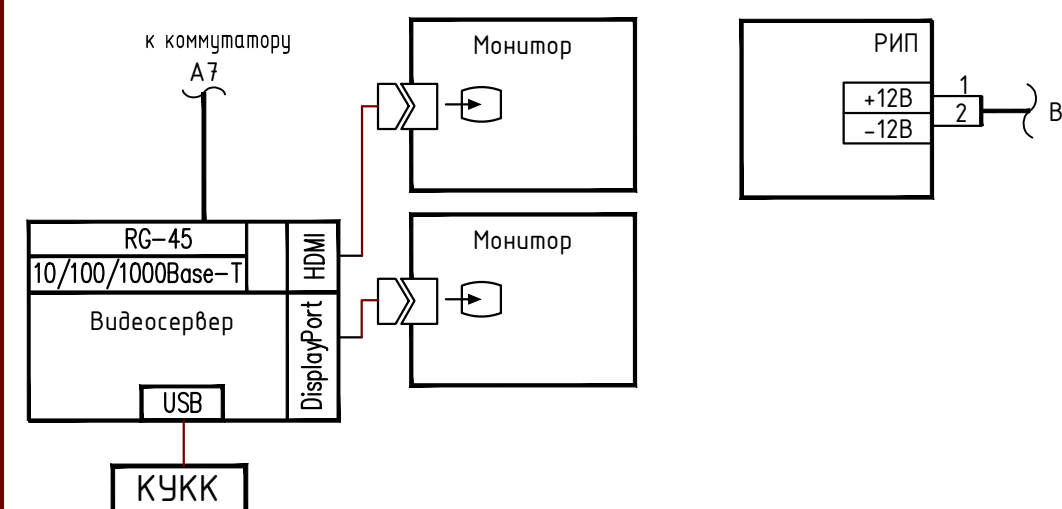 к коммутатору
А7
RG-45
10/100/1000Base-T
HDMI
Видеосервер
DisplayPort
USB
КУКК
Монитор
Монитор
РИП
+12В
-12В
1
2
В